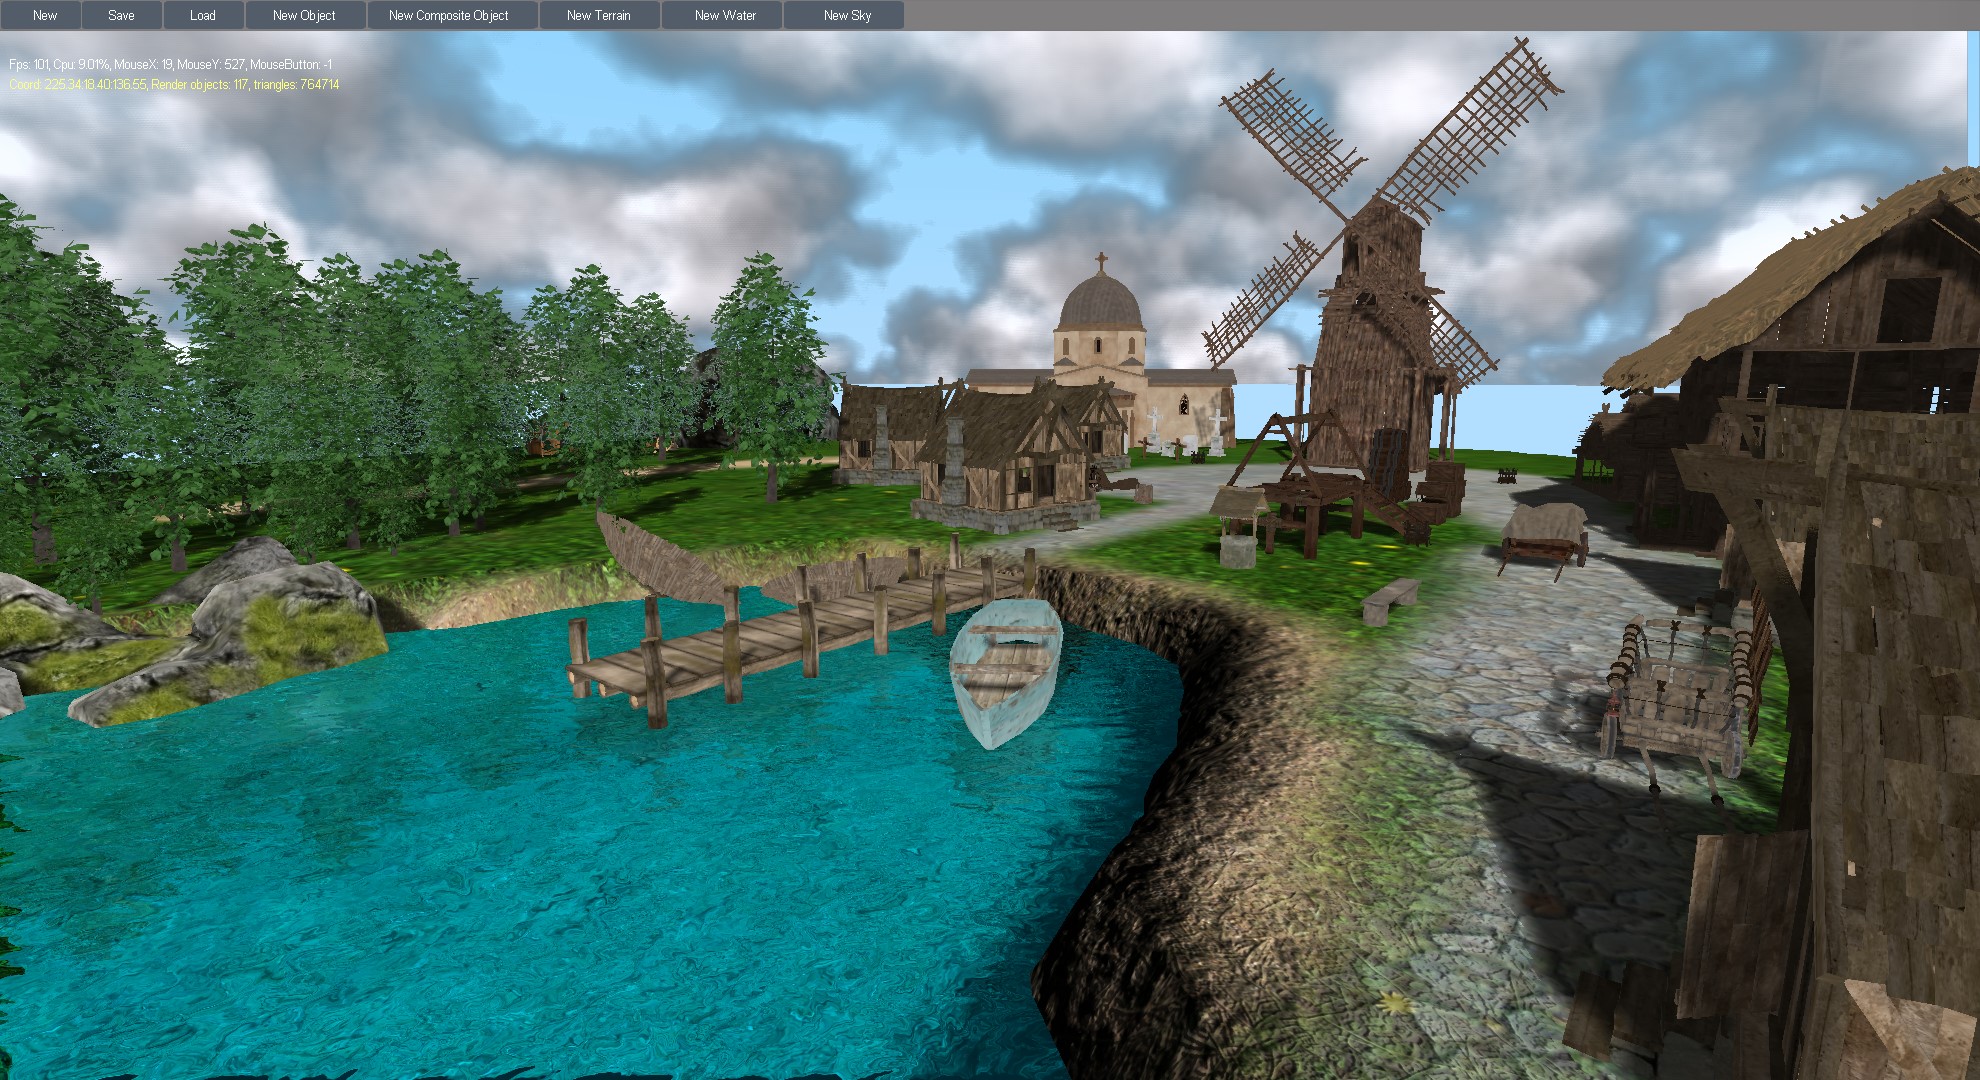 New Save Load New Object New Composite Object New Terrain New Water New Sky
Fps: 101, Cpu: 9.01%, MouseX: 19, MouseY: 527, MouseButton: -1
Coord: 225.34:18.40:136.55, Render objects: 117, triangles: 764714